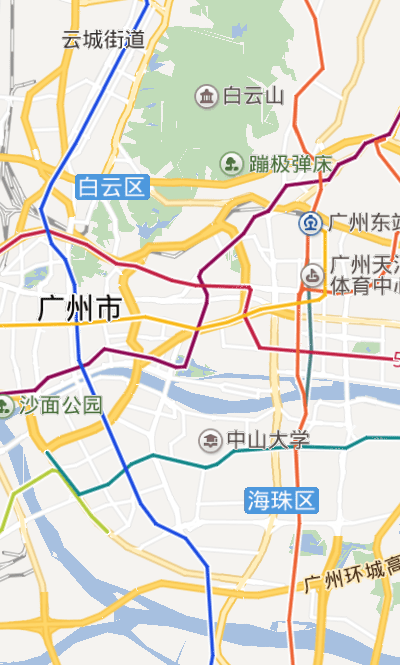 云城街道
白云山
蹦极弹床
白云区
广州东站
广州天河
体育中心
广州市
5
沙面公园
中山大学
海珠区
广州环城高